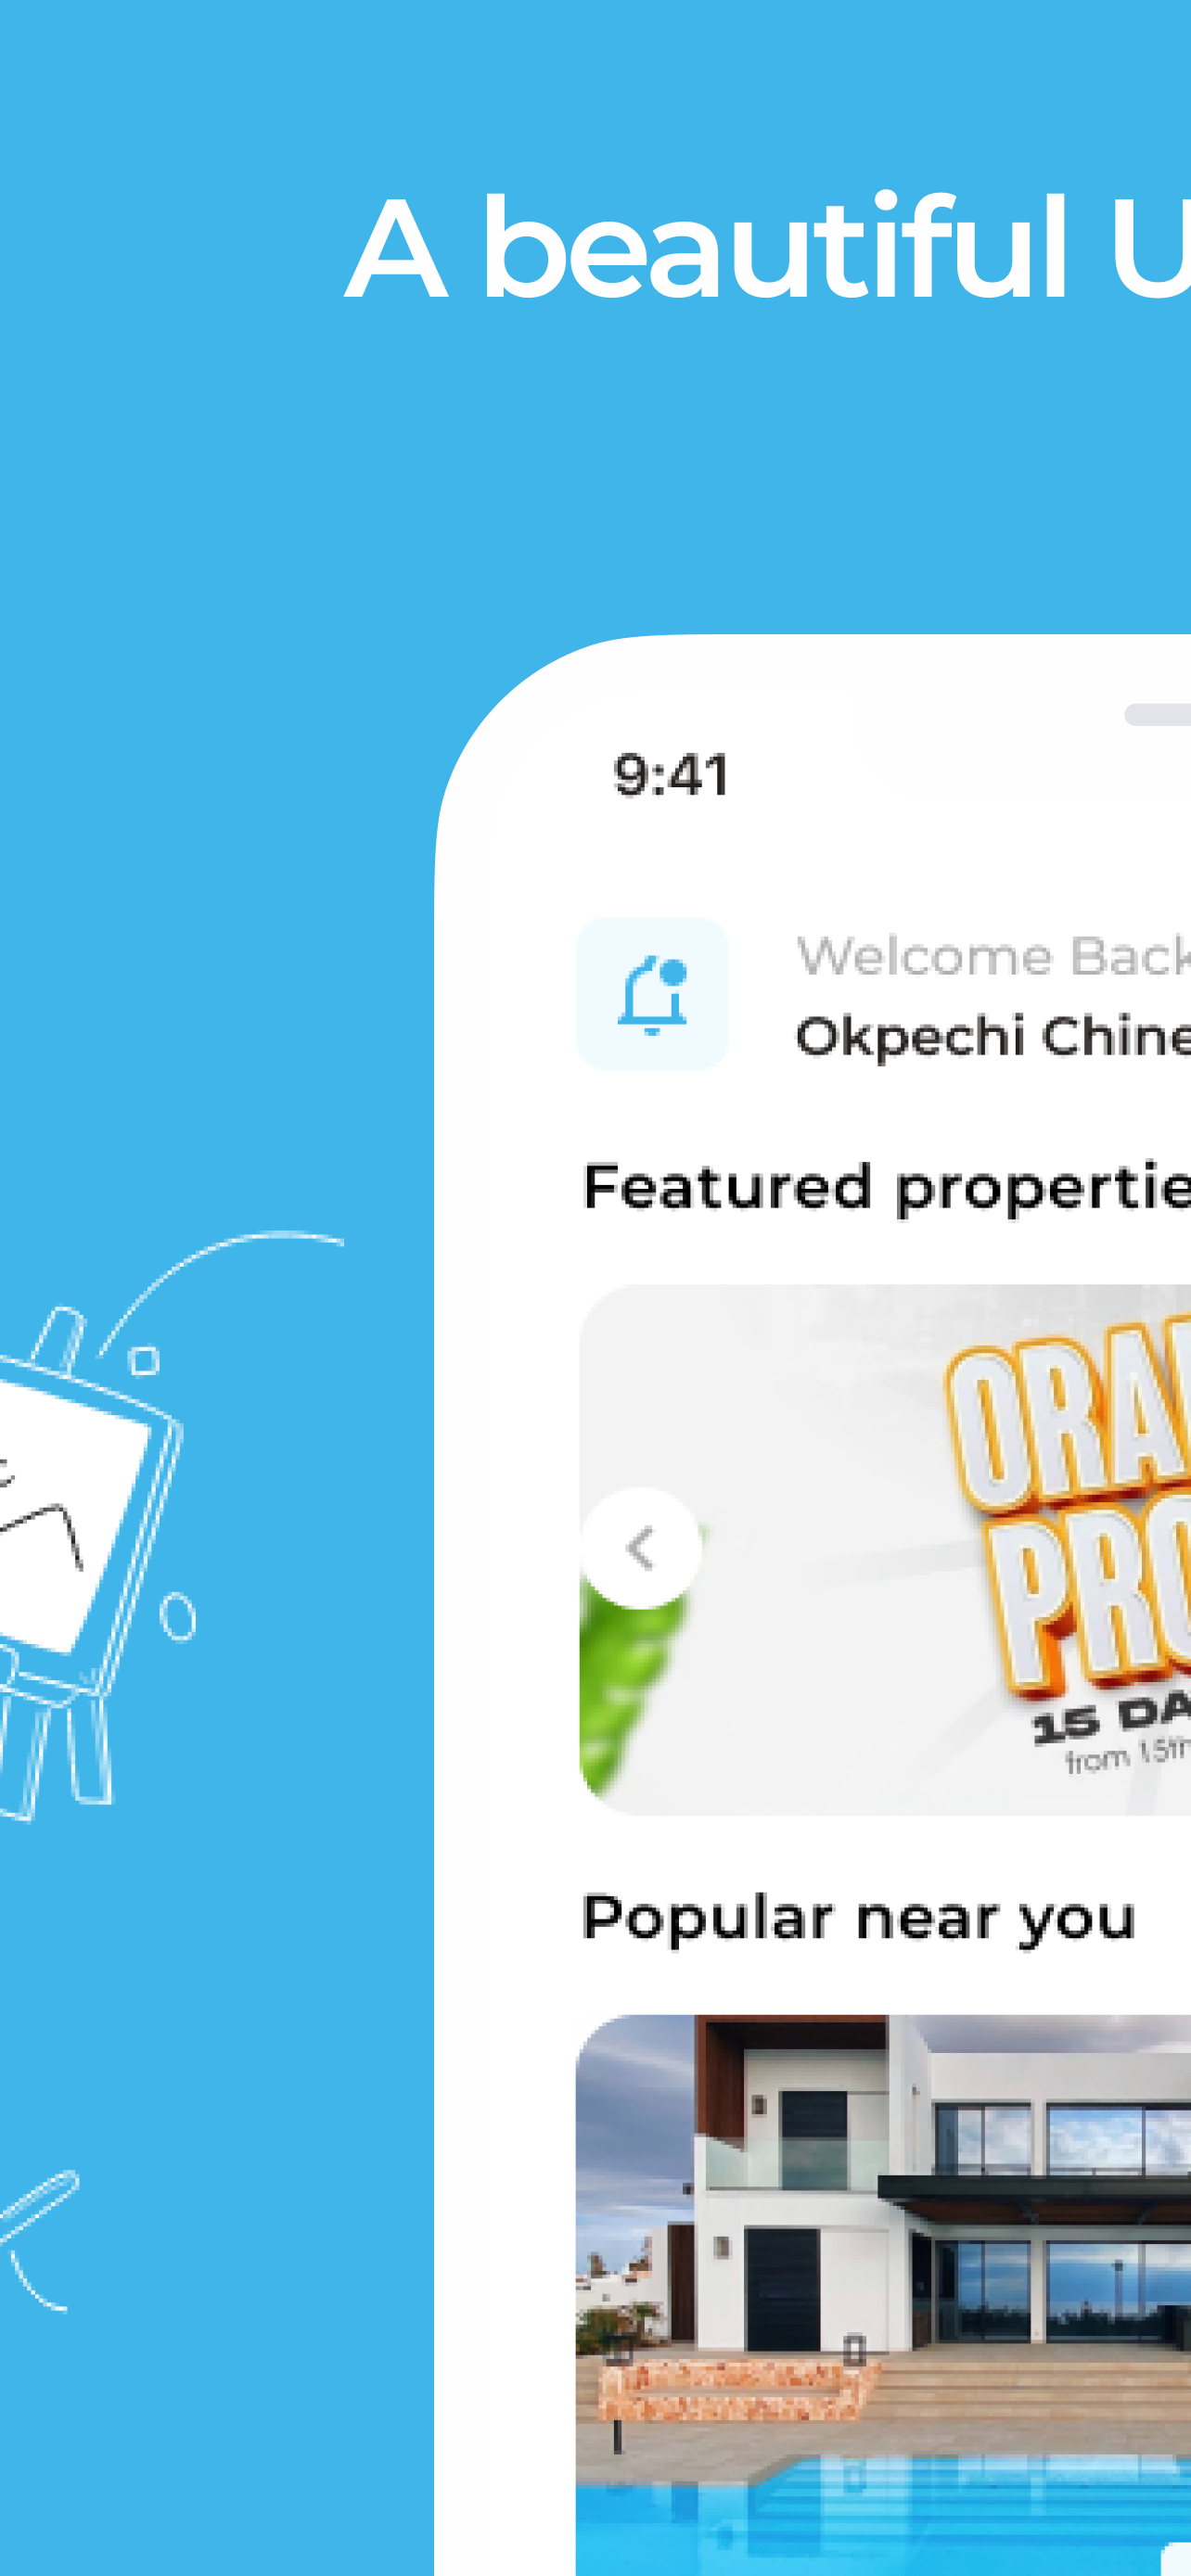 A beautiful U
9:41
Welcome Back
Okpechi Chine
Featured propertie
ORA
PRO
15 DA
from 15th
Popular near you